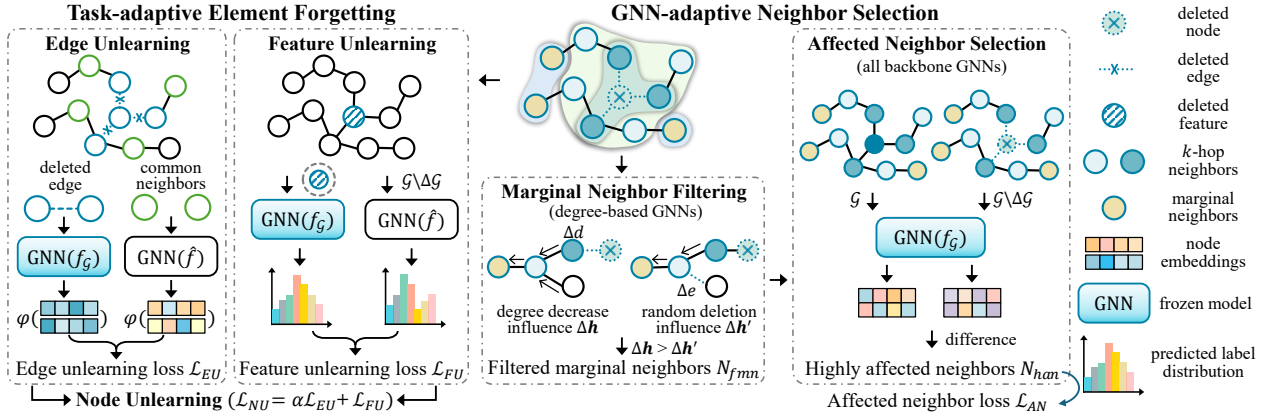 Task-adaptive Element Forgetting
Edge Unlearning
deleted
edge
common
neighbors
GNN(f𝒢)
GNN(f̂)
φ( )
φ( )
Edge unlearning loss ℒEU
Feature Unlearning
𝒢\Δ𝒢
GNN(f𝒢)
GNN(f̂)
Feature unlearning loss ℒFU
Node Unlearning (ℒNU = αℒEU + ℒFU)
GNN-adaptive Neighbor Selection
Marginal Neighbor Filtering
(degree-based GNNs)
Δd
Δe
degree decrease
influence Δh
random deletion
influence Δh′
Δh > Δh′
Filtered marginal neighbors Nfmn
Affected Neighbor Selection
(all backbone GNNs)
𝒢
𝒢\Δ𝒢
GNN(f𝒢)
difference
Highly affected neighbors Nhan
Affected neighbor loss ℒAN
deleted
node
deleted
edge
deleted
feature
k-hop
neighbors
marginal
neighbors
node
embeddings
GNN
frozen model
predicted label
distribution